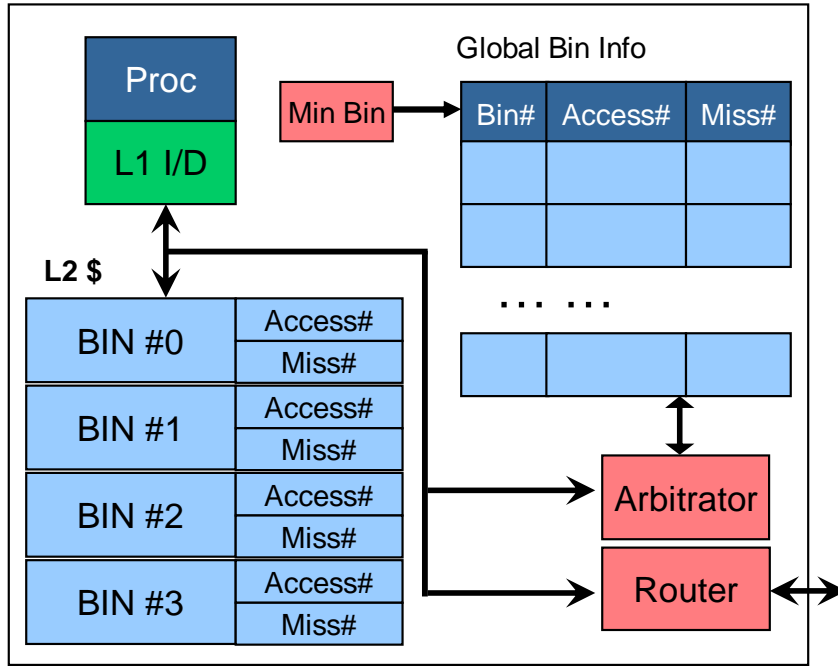 Global Bin Info
Proc
Min Bin
Bin# Access# Miss#
L1 I/D
L2 $
... ...
BIN #0
Access#
Miss#
BIN #1
Access#
Miss#
BIN #2
Access#
Miss#
BIN #3
Access#
Miss#
Arbitrator
Router